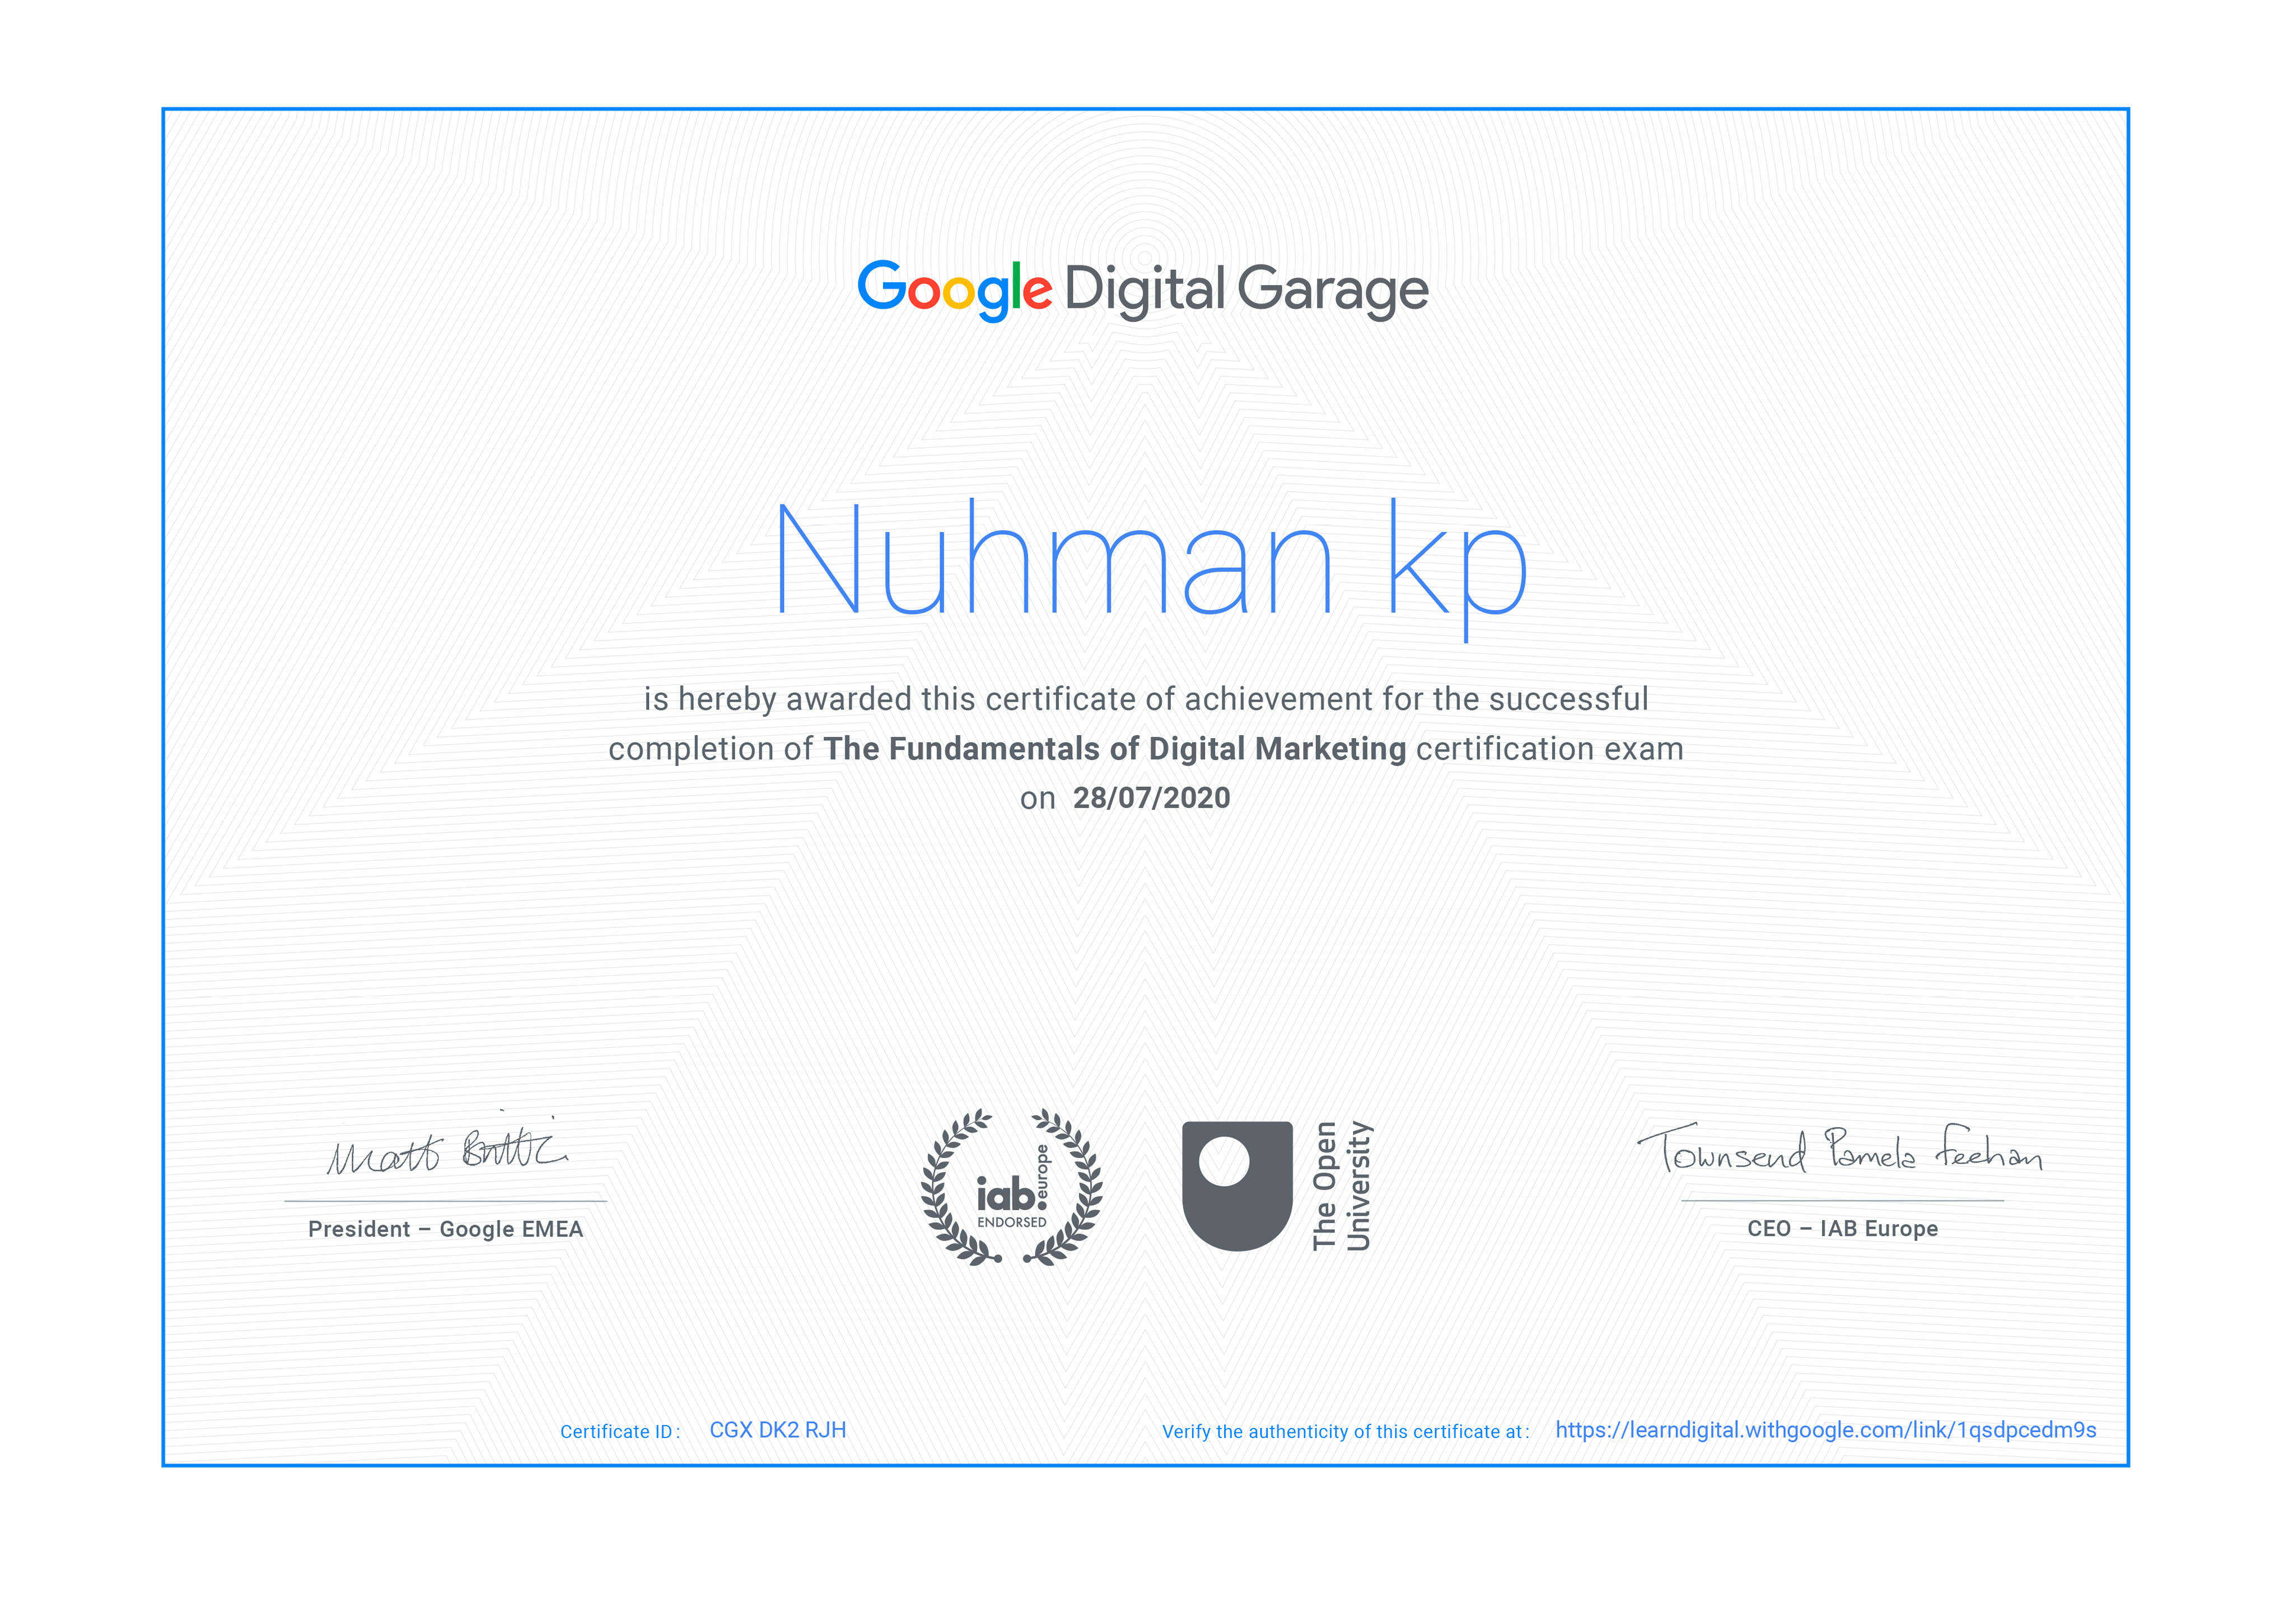 Google Digital Garage
Nuhman kp
is hereby awarded this certificate of achievement for the successful
completion of The Fundamentals of Digital Marketing certification exam
on 28/07/2020
Matt Brittin
President – Google EMEA
iab.europe
ENDORSED
The Open
University
Townsend Pamela Feehan
CEO – IAB Europe
Certificate ID : CGX DK2 RJH
Verify the authenticity of this certificate at : https://learndigital.withgoogle.com/link/1qsdpcedm9s